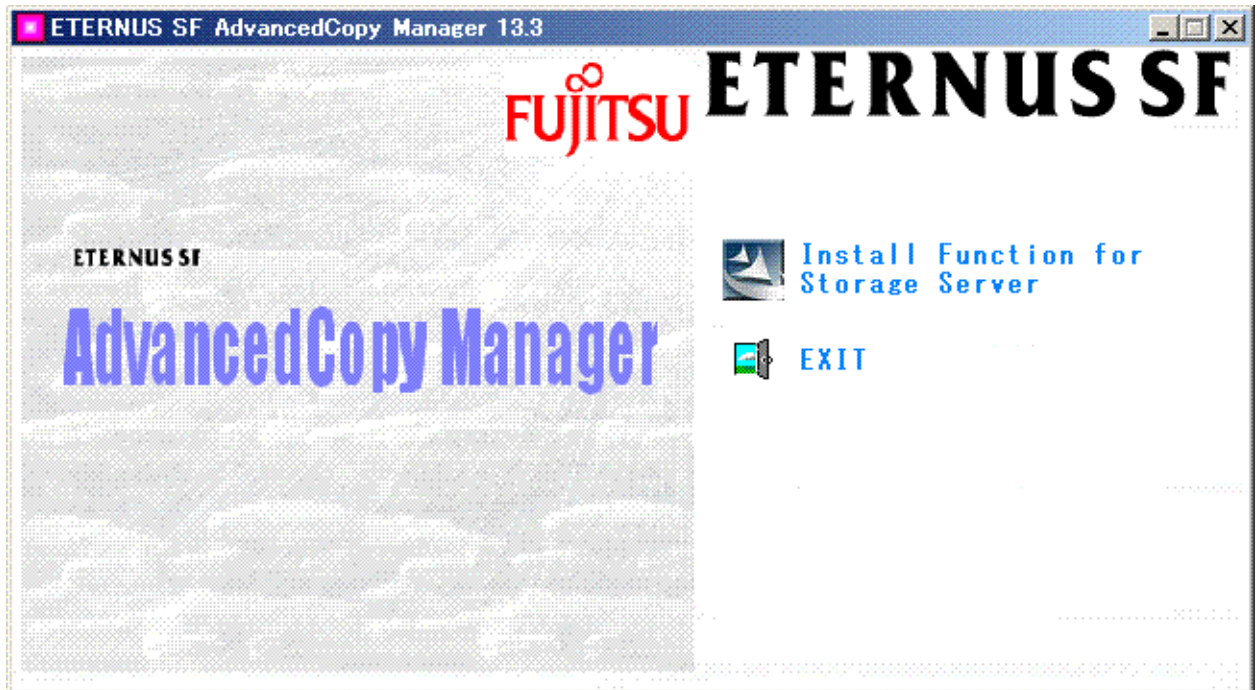 ETERNUS SF AdvancedCopy Manager 13.3
FUJITSU ETERNUS SF
ETERNUS SF
AdvancedCopy Manager
Install Function for
Storage Server
EXIT